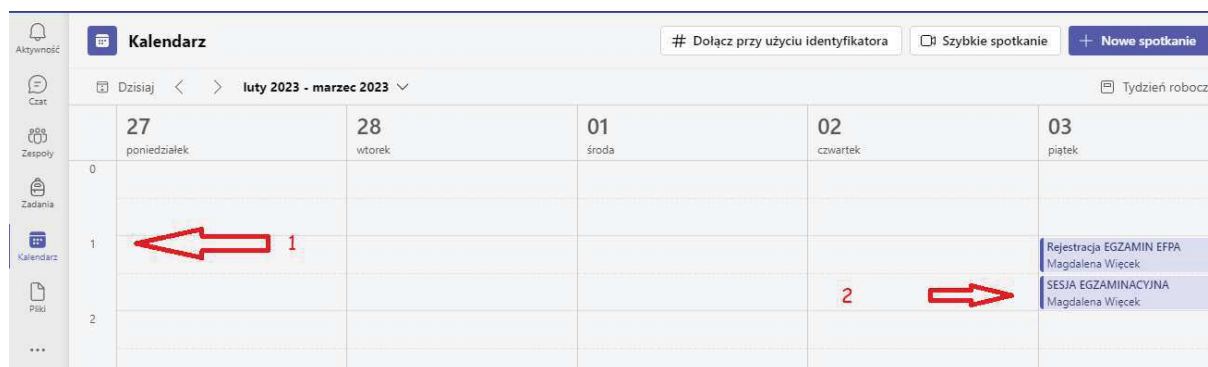 Aktywność
Czat
Zespoły
Zadania
Kalendarz
Pliki
...
Kalendarz
# Dołącz przy użyciu identyfikatora
Szybkie spotkanie
+ Nowe spotkanie
Dzisiaj
luty 2023 - marzec 2023
Tydzień robocz
27
poniedziałek
28
wtorek
01
środa
02
czwartek
03
piątek
0
1
1
Rejestracja EGZAMIN EFPA
Magdalena Więcek
2
SESJA EGZAMINACYJNA
Magdalena Więcek
2